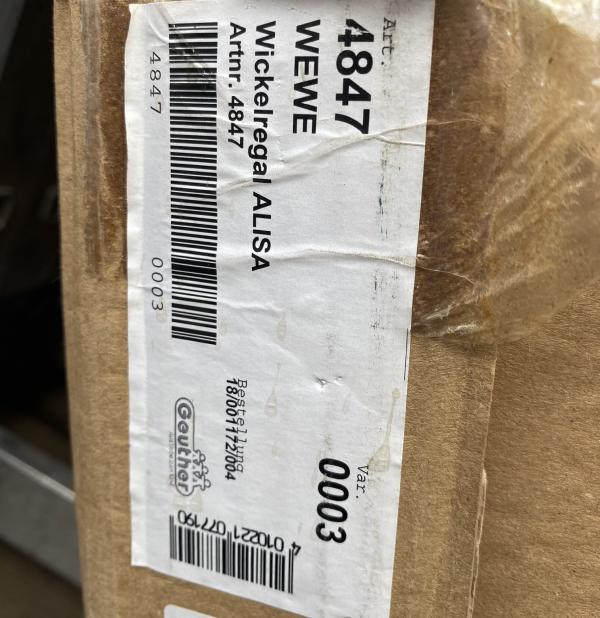 Art.
4847
WEWE
Wickelregal ALISA
Artnr. 4847
4847 0003
Var.
0003
Bestellung
18/001172/004
Geuther
4 010221 077190